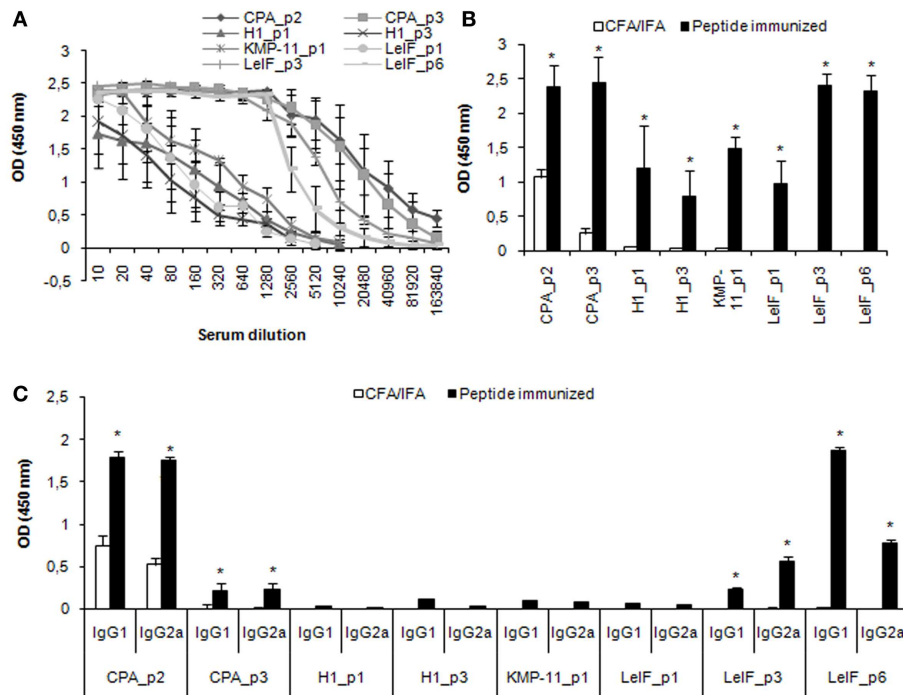 A
CPA_p2 CPA_p3
H1_p1 H1_p3
KMP-11_p1 LeIF_p1
LeIF_p3 LeIF_p6
OD (450 nm)
3
2,5
2
1,5
1
0,5
0
-0,5
10 20 40 80 160 320 640 1280 2560 5120 10240 20480 40960 81920 163840
Serum dilution
B
CFA/IFA Peptide immunized
OD (450 nm)
3
2,5
2
1,5
1
0,5
0
* * * * * * * *
CPA_p2 CPA_p3 H1_p1 H1_p3 KMP-11_p1 LeIF_p1 LeIF_p3 LeIF_p6
C
CFA/IFA Peptide immunized
OD (450 nm)
2,5
2
1,5
1
0,5
0
* * * * * * * *
IgG1 IgG2a IgG1 IgG2a IgG1 IgG2a IgG1 IgG2a IgG1 IgG2a IgG1 IgG2a IgG1 IgG2a IgG1 IgG2a
CPA_p2 CPA_p3 H1_p1 H1_p3 KMP-11_p1 LeIF_p1 LeIF_p3 LeIF_p6